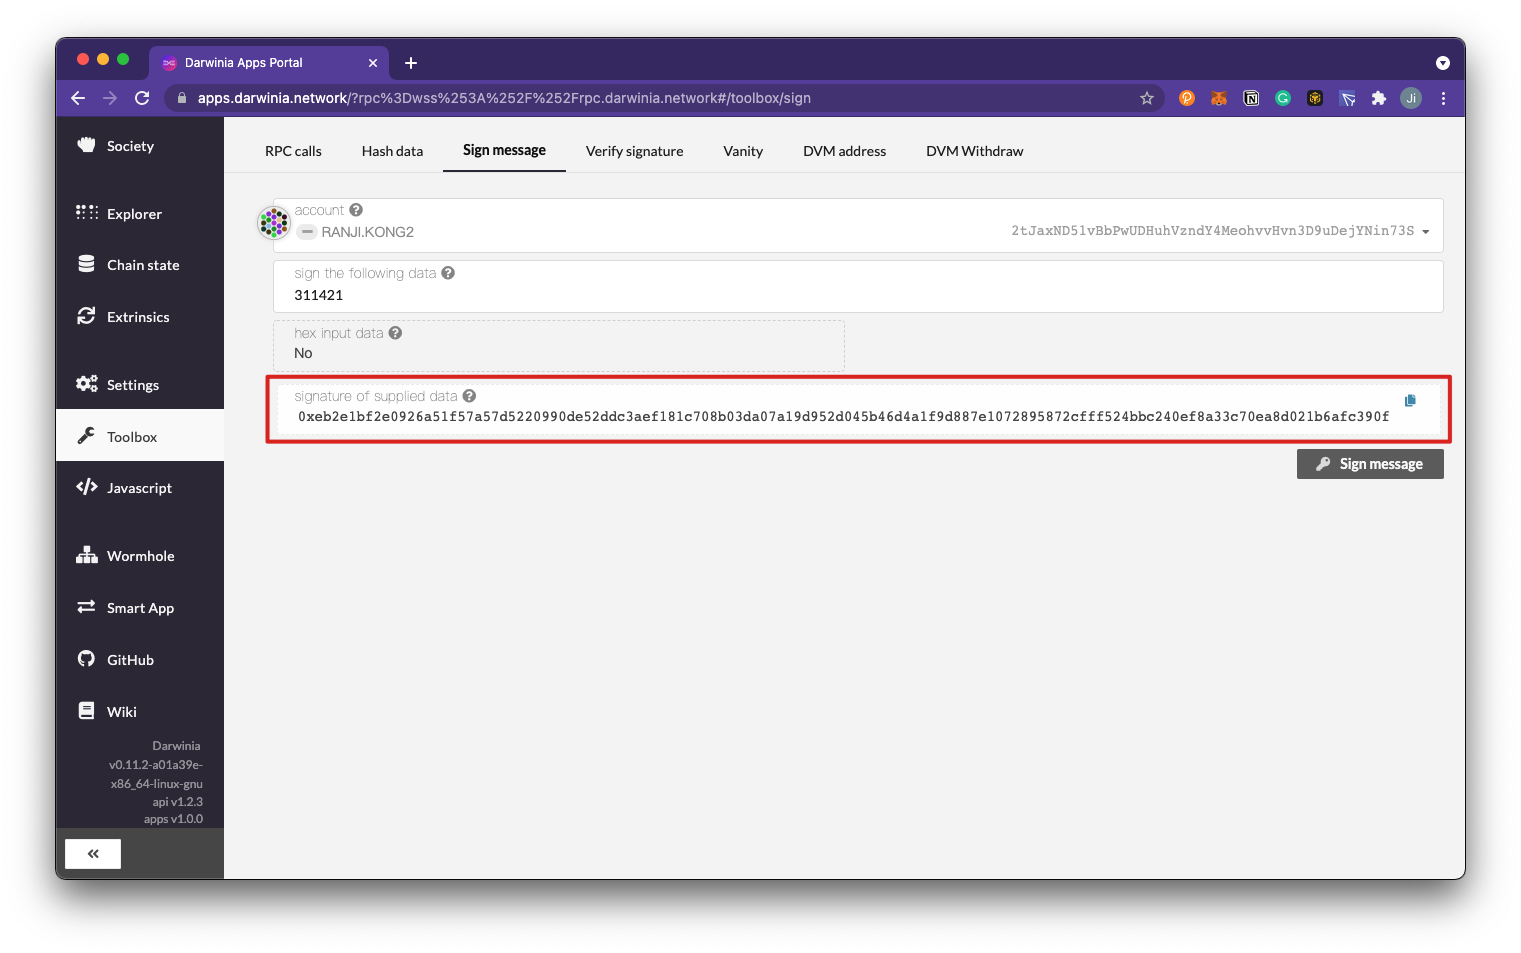 Darwinia Apps Portal
apps.darwinia.network/?rpc%3Dwss%253A%252F%252Frpc.darwinia.network#/toolbox/sign
Ji
Society
Explorer
Chain state
Extrinsics
Settings
Toolbox
Javascript
Wormhole
Smart App
GitHub
Wiki
Darwinia
v0.11.2-a01a39e-
x86_64-linux-gnu
api v1.2.3
apps v1.0.0
RPC calls Hash data Sign message Verify signature Vanity DVM address DVM Withdraw
account
RANJI.KONG2 2tJaxND51vBbPwUDHuhVzndY4MeohvvHvn3D9uDejYNin73S
sign the following data
311421
hex input data
No
signature of supplied data
0xeb2e1bf2e0926a51f57a57d5220990de52ddc3aef181c708b03da07a19d952d045b46d4a1f9d887e1072895872cfff524bbc240ef8a33c70ea8d021b6afc390f
Sign message